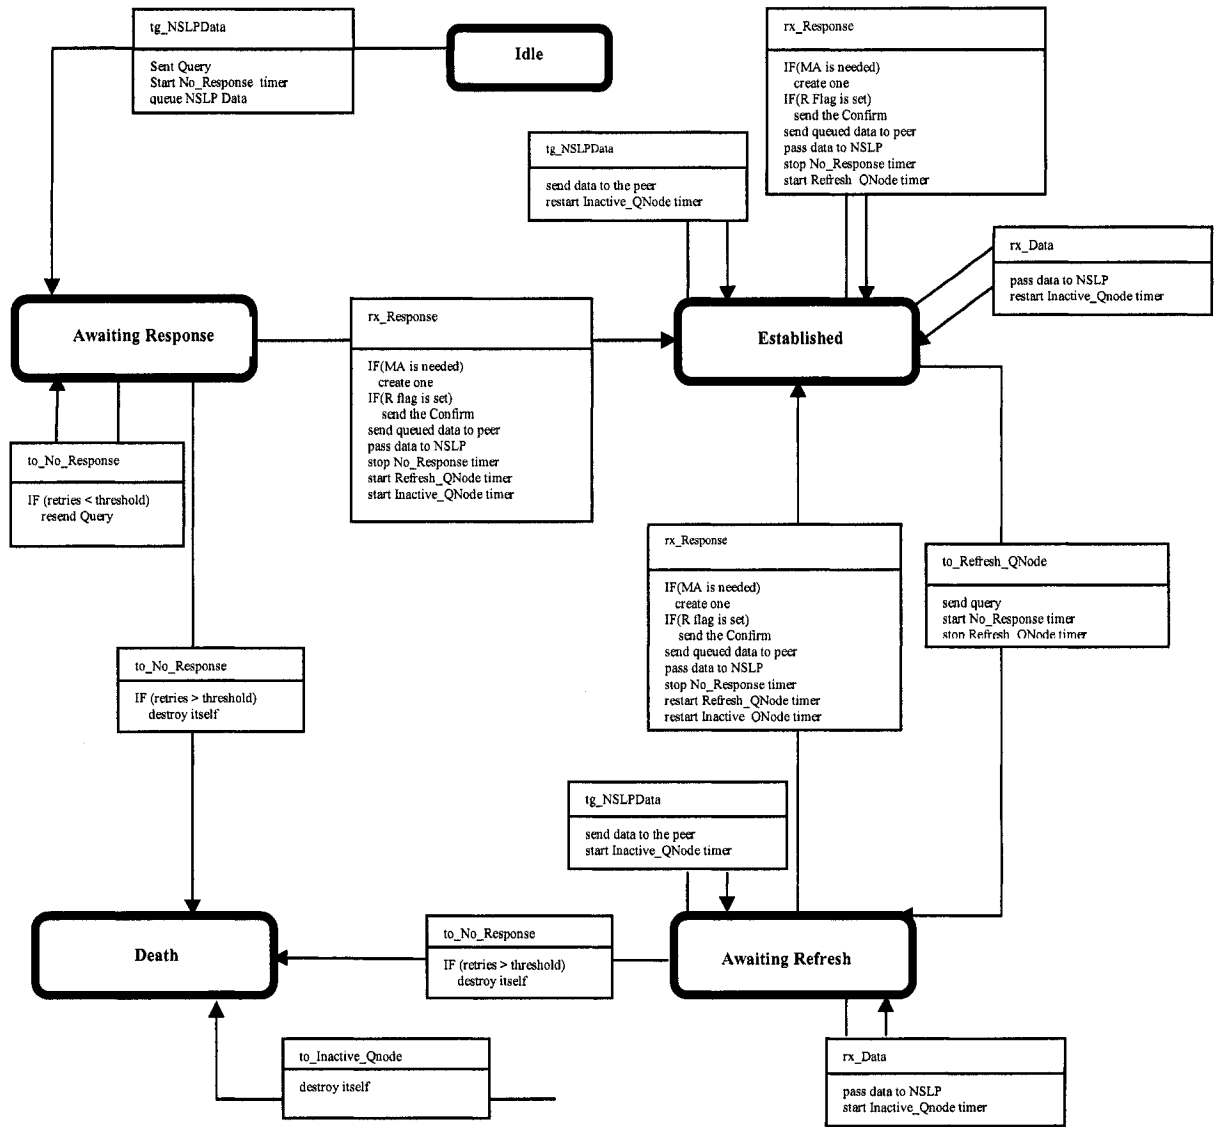 tg_NSLPData
Sent Query
Start No_Response timer
queue NSLP Data
Idle
rx_Response
IF(MA is needed)
create one
IF(R Flag is set)
send the Confirm
send queued data to peer
pass data to NSLP
stop No_Response timer
start Refresh_QNode timer
tg_NSLPData
send data to the peer
restart Inactive_QNode timer
rx_Data
pass data to NSLP
restart Inactive_Qnode timer
Awaiting Response
rx_Response
IF(MA is needed)
create one
IF(R flag is set)
send the Confirm
send queued data to peer
pass data to NSLP
stop No_Response timer
start Refresh_QNode timer
start Inactive_QNode timer
Established
to_No_Response
IF (retries < threshold)
resend Query
rx_Response
IF(MA is needed)
create one
IF(R flag is set)
send the Confirm
send queued data to peer
pass data to NSLP
stop No_Response timer
restart Refresh_QNode timer
restart Inactive_QNode timer
to_Refresh_QNode
send query
start No_Response timer
stop Refresh_QNode timer
to_No_Response
IF (retries > threshold)
destroy itself
tg_NSLPData
send data to the peer
start Inactive_QNode timer
Death
to_No_Response
IF (retries > threshold)
destroy itself
Awaiting Refresh
to_Inactive_Qnode
destroy itself
rx_Data
pass data to NSLP
start Inactive_Qnode timer